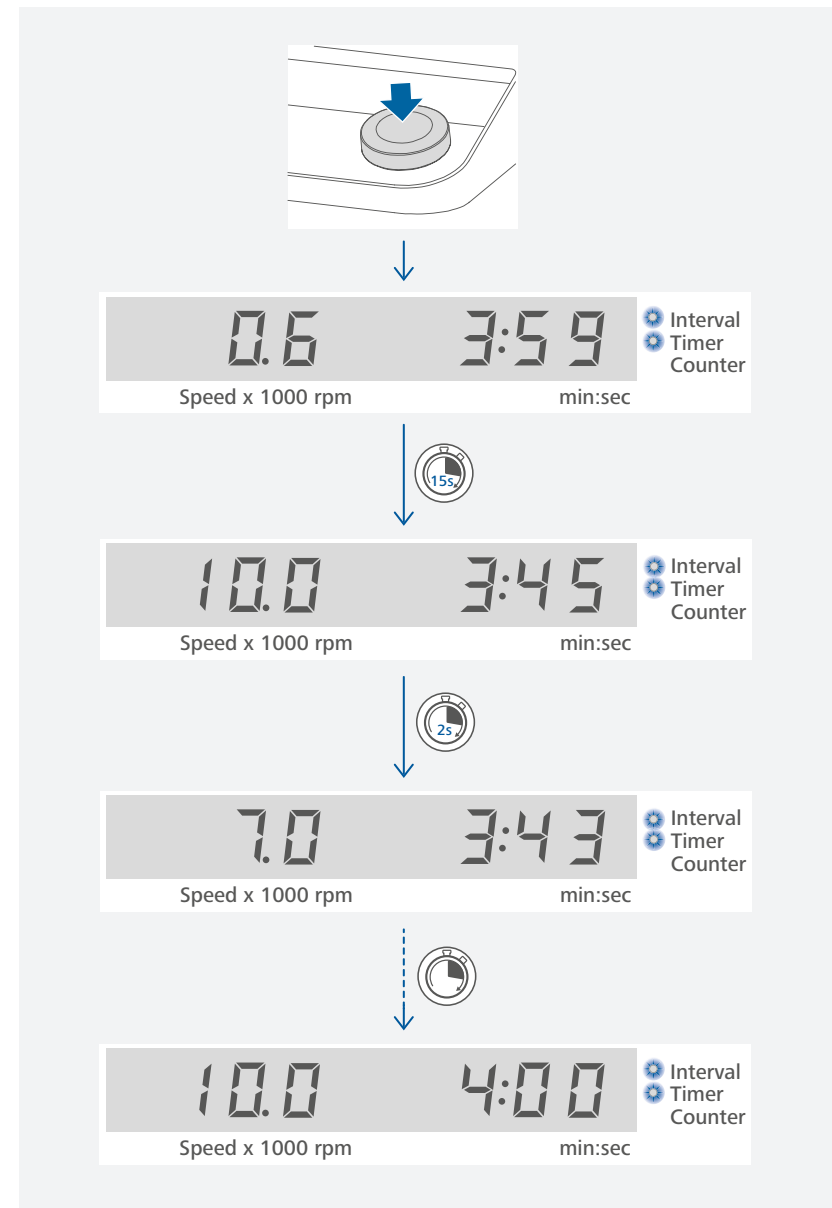 0.6 3:59
Interval
Timer
Counter
Speed x 1000 rpm min:sec
15s
10.0 3:45
Interval
Timer
Counter
Speed x 1000 rpm min:sec
2s
7.0 3:43
Interval
Timer
Counter
Speed x 1000 rpm min:sec
10.0 4:00
Interval
Timer
Counter
Speed x 1000 rpm min:sec